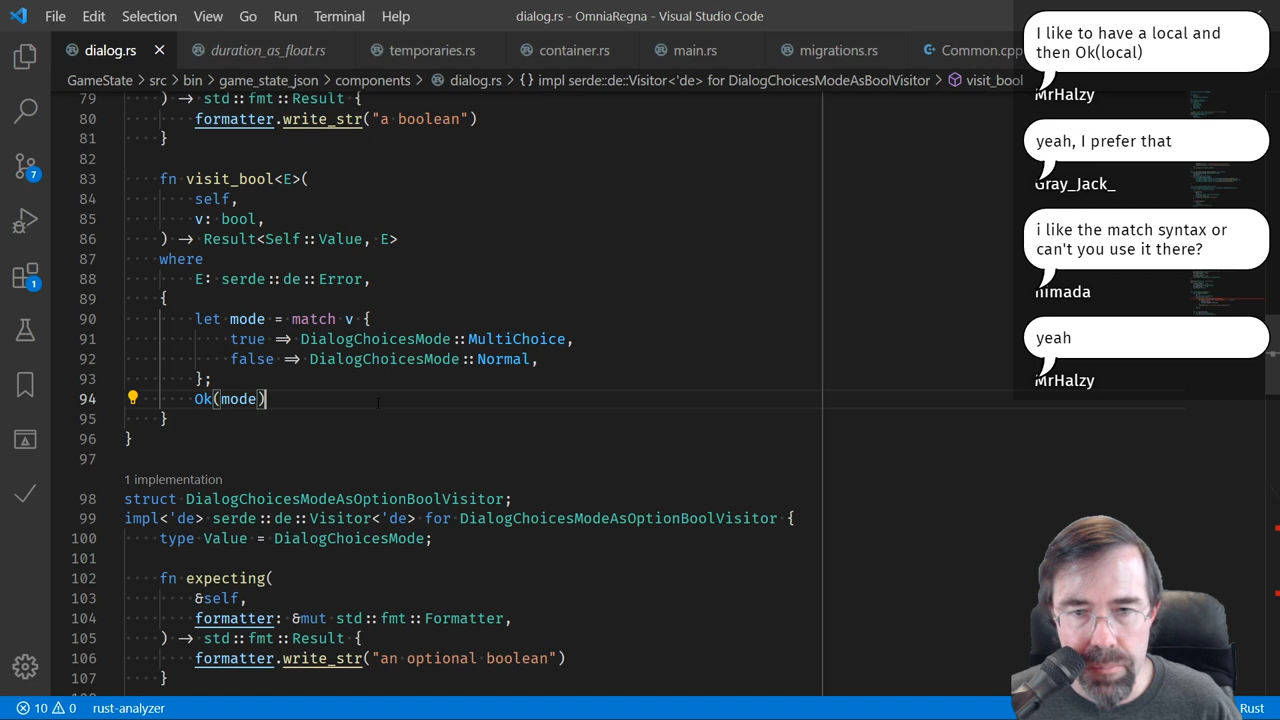 File Edit Selection View Go Run Terminal Help
dialog.rs - OmniaRegna - Visual Studio Code
dialog.rs duration_as_float.rs temporaries.rs container.rs main.rs migrations.rs Common.cpp
GameState > src > bin > game_state_json > components > dialog.rs > {} impl serde::de::Visitor<'de> for DialogChoicesModeAsBoolVisitor > visit_bool
79 ) -> std::fmt::Result {
80 formatter.write_str("a boolean")
81 }
82
83 fn visit_bool<E>(
84 self,
85 v: bool,
86 ) -> Result<Self::Value, E>
87 where
88 E: serde::de::Error,
89 {
90 let mode = match v {
91 true => DialogChoicesMode::MultiChoice,
92 false => DialogChoicesMode::Normal,
93 };
94 Ok(mode)
95 }
96 }
97
1 implementation
98 struct DialogChoicesModeAsOptionBoolVisitor;
99 impl<'de> serde::de::Visitor<'de> for DialogChoicesModeAsOptionBoolVisitor {
100 type Value = DialogChoicesMode;
101
102 fn expecting(
103 &self,
104 formatter: &mut std::fmt::Formatter,
105 ) -> std::fmt::Result {
106 formatter.write_str("an optional boolean")
107 }
I like to have a local and
then Ok(local)
MrHalzy
yeah, I prefer that
Gray_Jack_
i like the match syntax or
can't you use it there?
nimada
yeah
MrHalzy
7
1
10 0 rust-analyzer
Rust